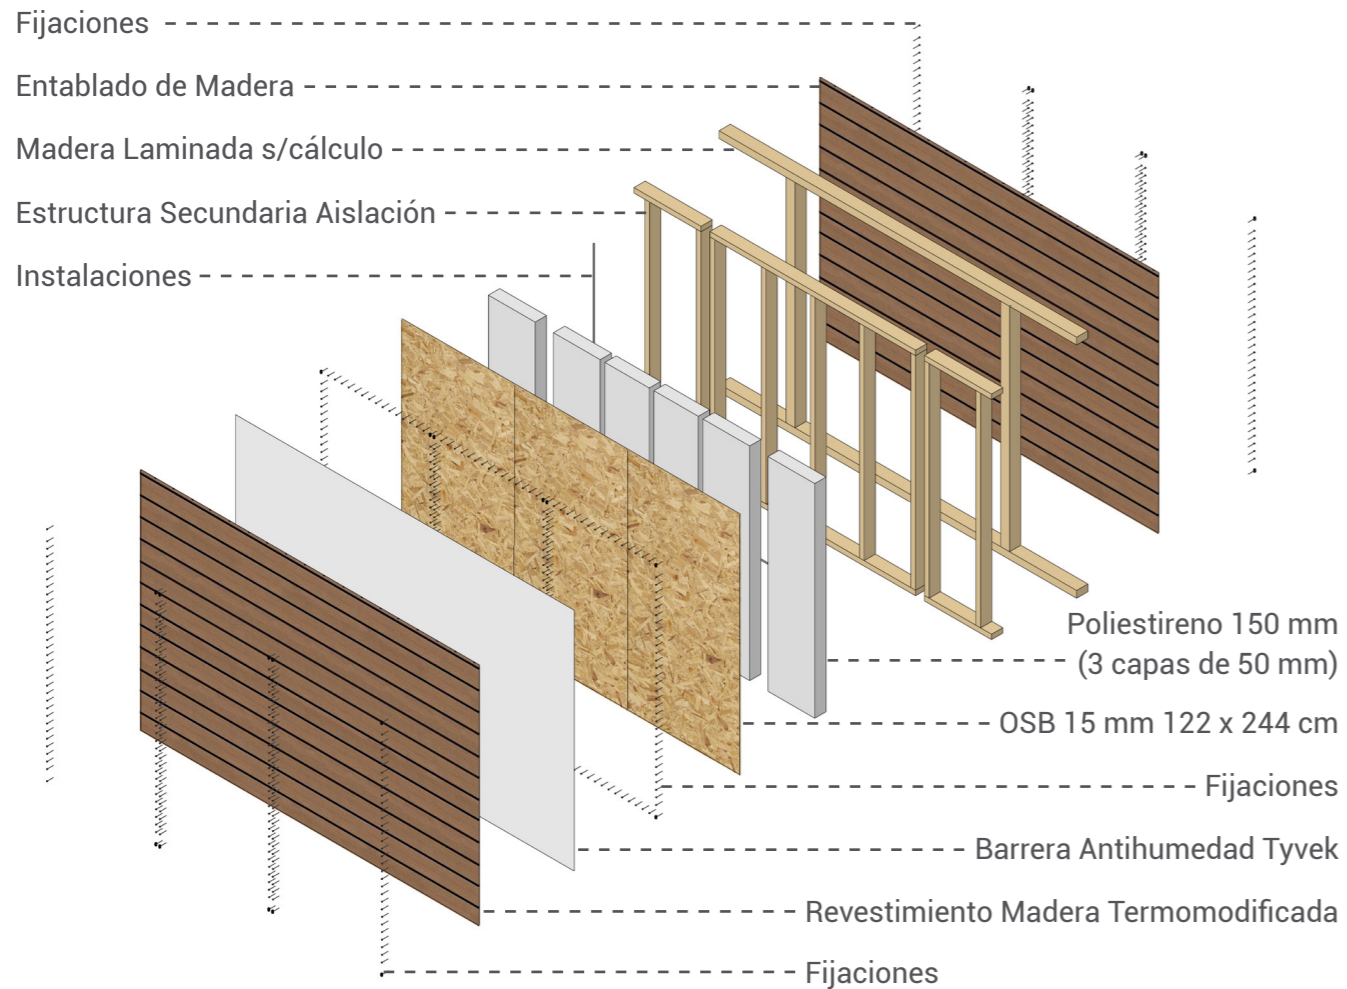 Fijaciones
Entablado de Madera
Madera Laminada s/cálculo
Estructura Secundaria Aislación
Instalaciones
Poliestireno 150 mm
(3 capas de 50 mm)
OSB 15 mm 122 x 244 cm
Fijaciones
Barrera Antihumedad Tyvek
Revestimiento Madera Termomodificada
Fijaciones